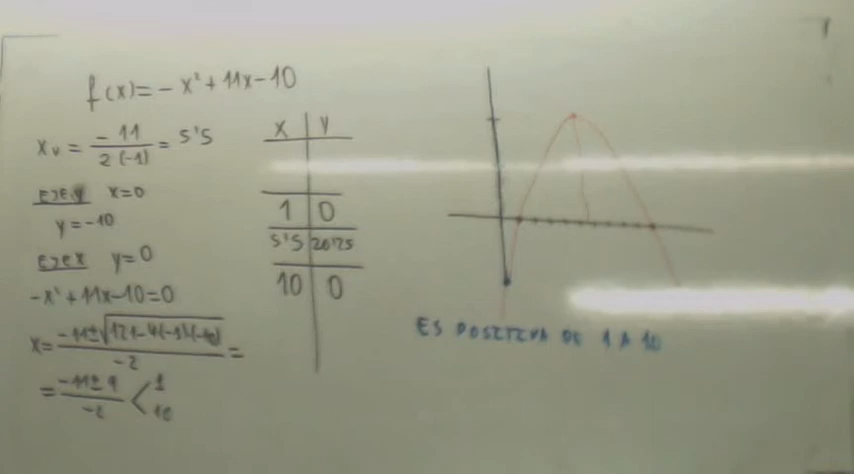 f(x) = -x² + 11x - 10
x_v = -11 / 2(-1) = 5'5
EJE y x=0
y = -10
EJE x y=0
-x² + 11x - 10 = 0
x = -11 ± √121 - 4(-1)(-10) / -2 =
= -11 ± 9 / -2 < 1
10
x y
1 0
5'5 20'25
10 0
ES POSITIVA DE 1 A 10